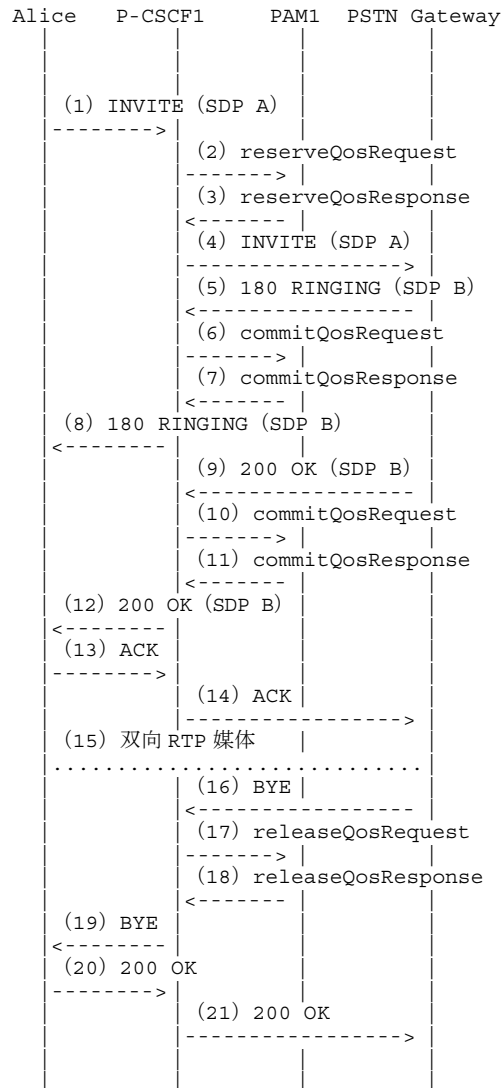 Alice P-CSCF1 PAM1 PSTN Gateway
(1) INVITE (SDP A)
(2) reserveQosRequest
(3) reserveQosResponse
(4) INVITE (SDP A)
(5) 180 RINGING (SDP B)
(6) commitQosRequest
(7) commitQosResponse
(8) 180 RINGING (SDP B)
(9) 200 OK (SDP B)
(10) commitQosRequest
(11) commitQosResponse
(12) 200 OK (SDP B)
(13) ACK
(14) ACK
(15) 双向 RTP 媒体
(16) BYE
(17) releaseQosRequest
(18) releaseQosResponse
(19) BYE
(20) 200 OK
(21) 200 OK